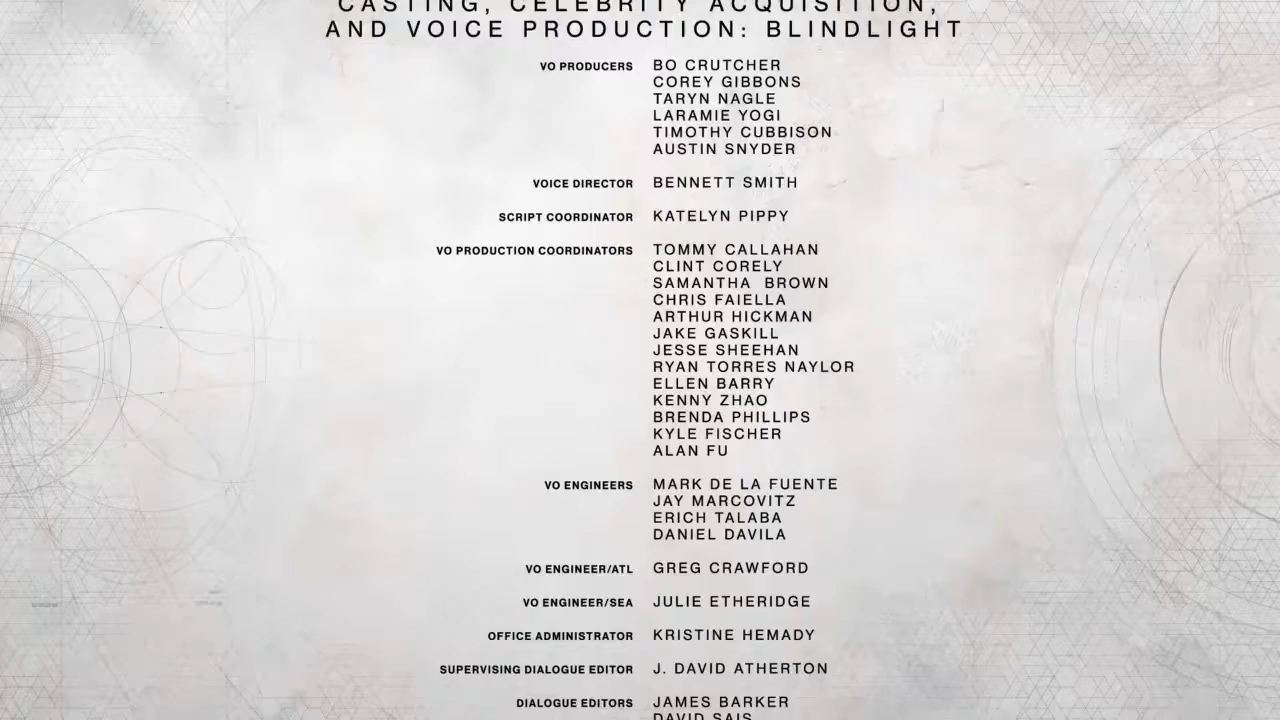 CASTING, CELEBRITY ACQUISITION,
AND VOICE PRODUCTION: BLINDLIGHT
VO PRODUCERS BO CRUTCHER
COREY GIBBONS
TARYN NAGLE
LARAMIE YOGI
TIMOTHY CUBBISON
AUSTIN SNYDER
VOICE DIRECTOR BENNETT SMITH
SCRIPT COORDINATOR KATELYN PIPPY
VO PRODUCTION COORDINATORS TOMMY CALLAHAN
CLINT CORELY
SAMANTHA BROWN
CHRIS FAIELLA
ARTHUR HICKMAN
JAKE GASKILL
JESSE SHEEHAN
RYAN TORRES NAYLOR
ELLEN BARRY
KENNY ZHAO
BRENDA PHILLIPS
KYLE FISCHER
ALAN FU
VO ENGINEERS MARK DE LA FUENTE
JAY MARCOVITZ
ERICH TALABA
DANIEL DAVILA
VO ENGINEER/ATL GREG CRAWFORD
VO ENGINEER/SEA JULIE ETHERIDGE
OFFICE ADMINISTRATOR KRISTINE HEMADY
SUPERVISING DIALOGUE EDITOR J. DAVID ATHERTON
DIALOGUE EDITORS JAMES BARKER
DAVID SAIS